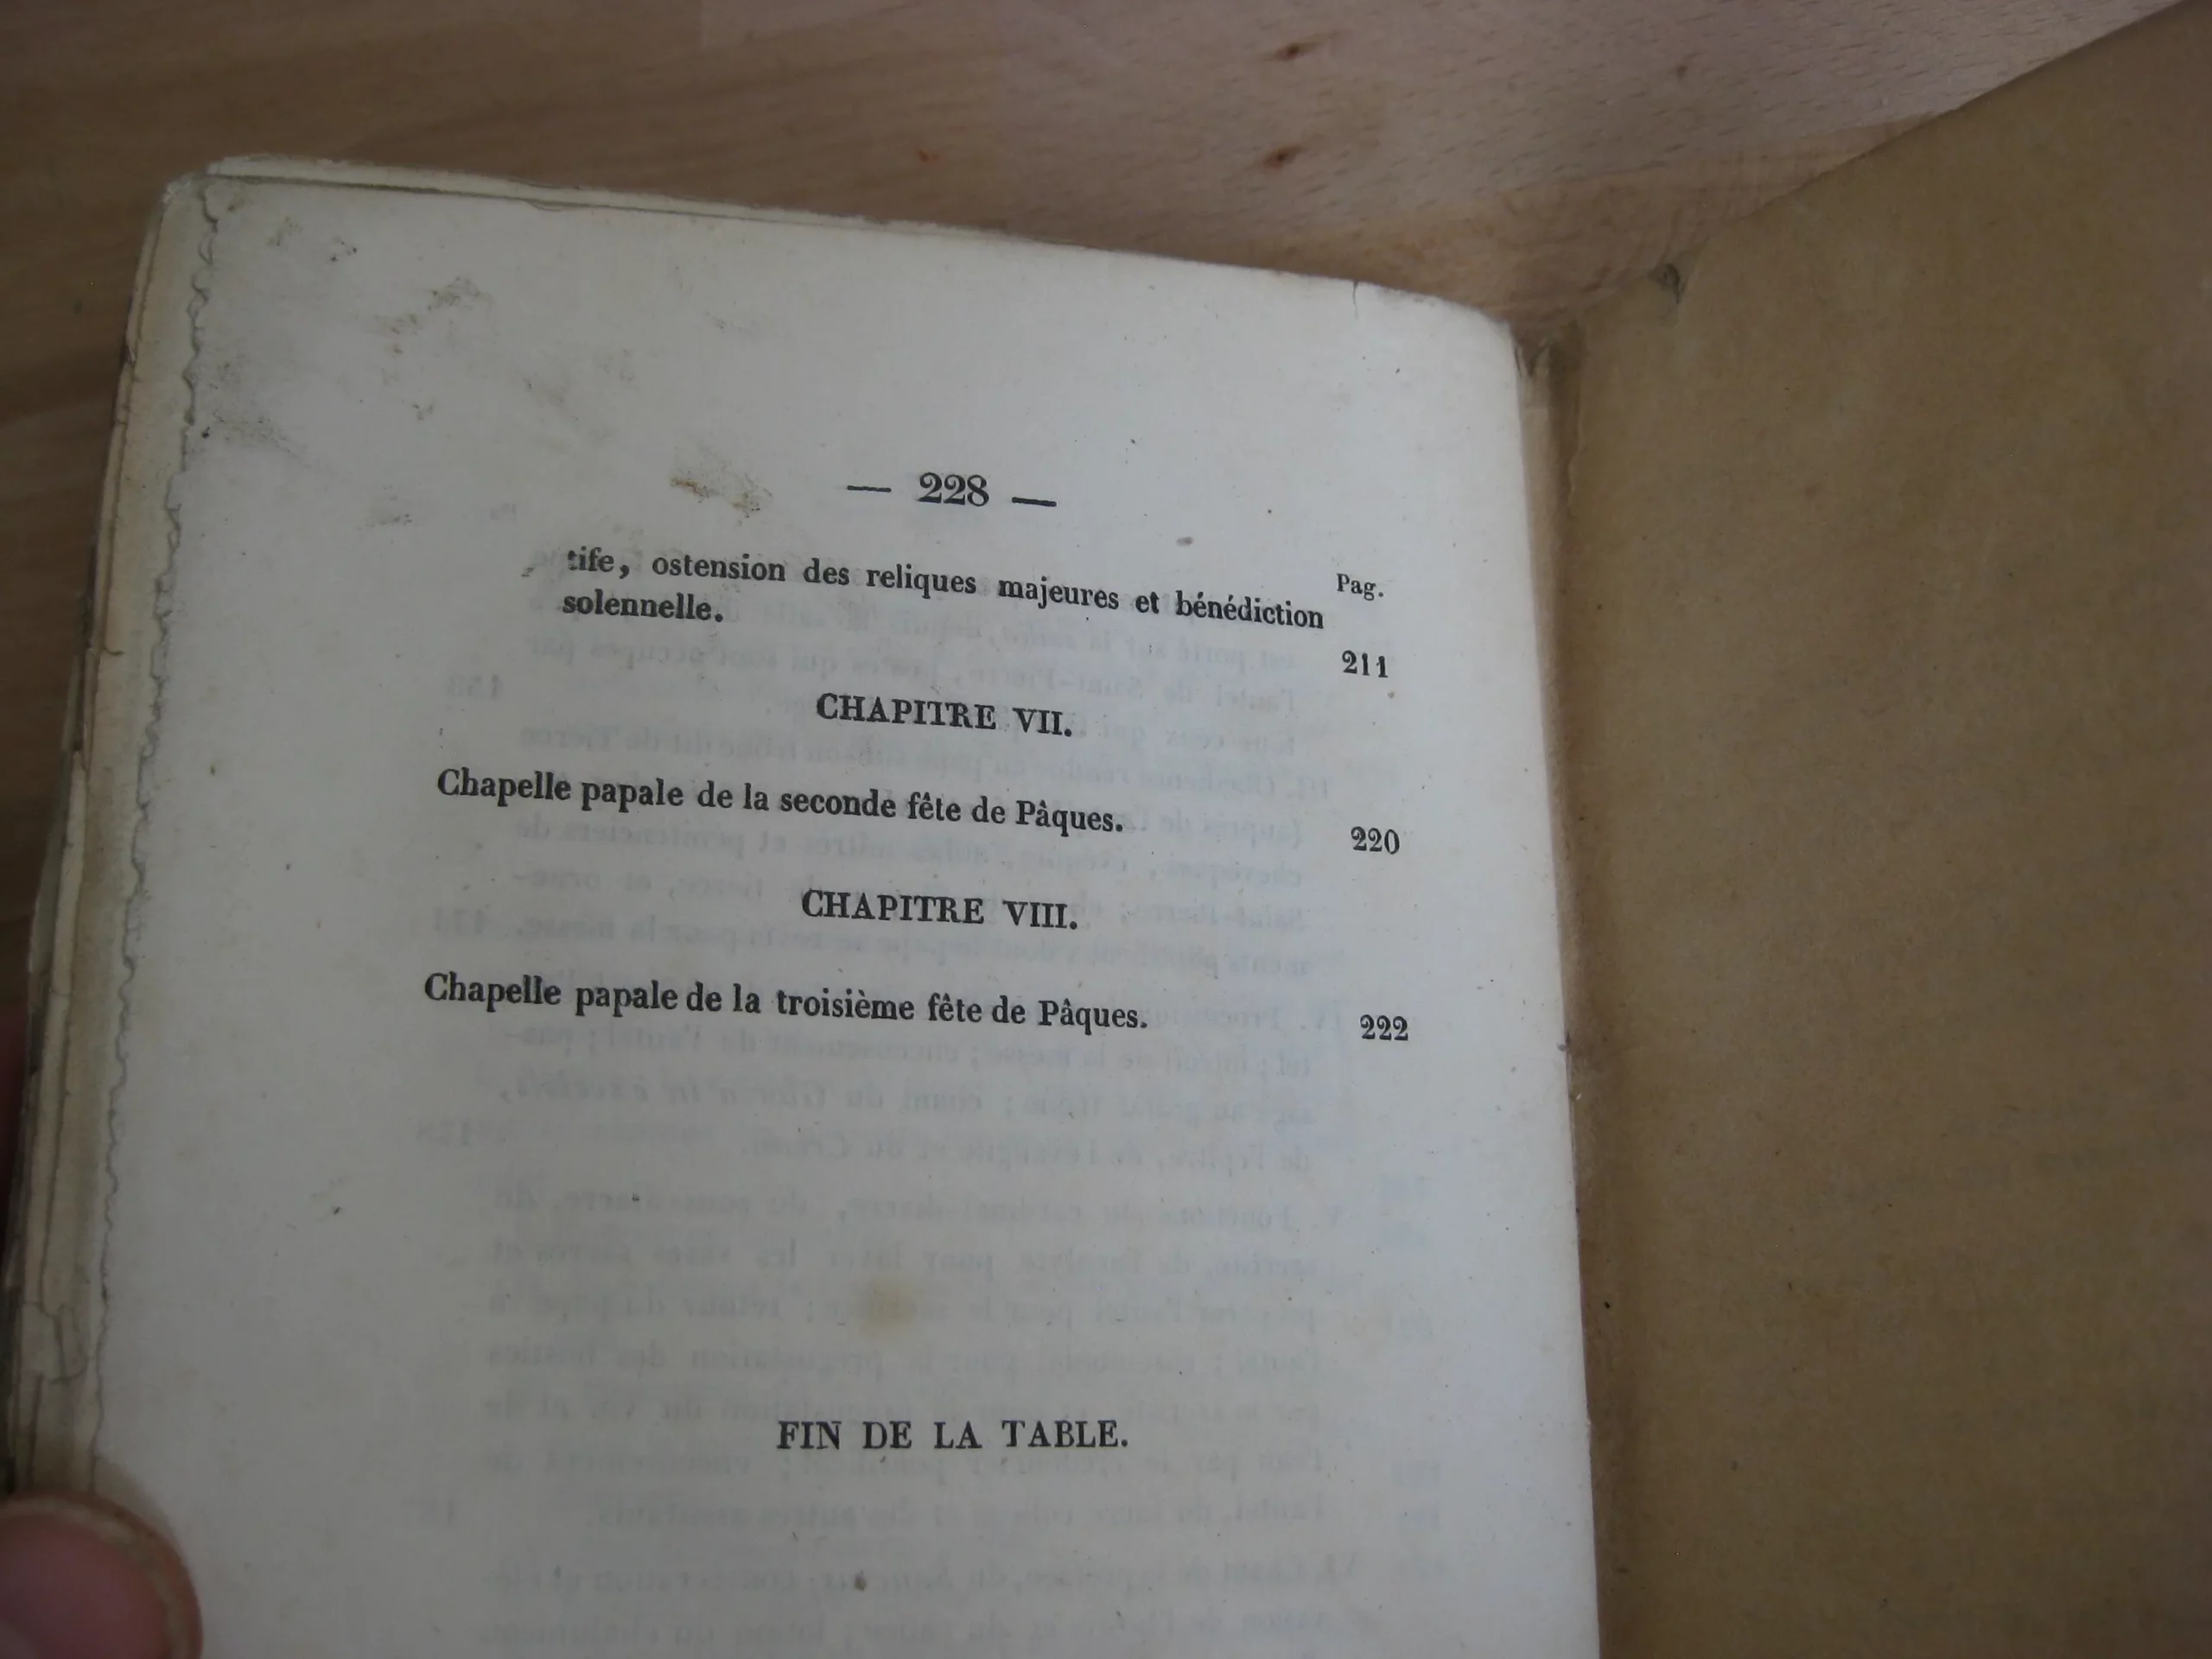 — 228 —
Pag.
tife, ostension des reliques majeures et bénédiction
solennelle. 211
CHAPITRE VII.
Chapelle papale de la seconde fête de Pâques. 220
CHAPITRE VIII.
Chapelle papale de la troisième fête de Pâques. 222
FIN DE LA TABLE.